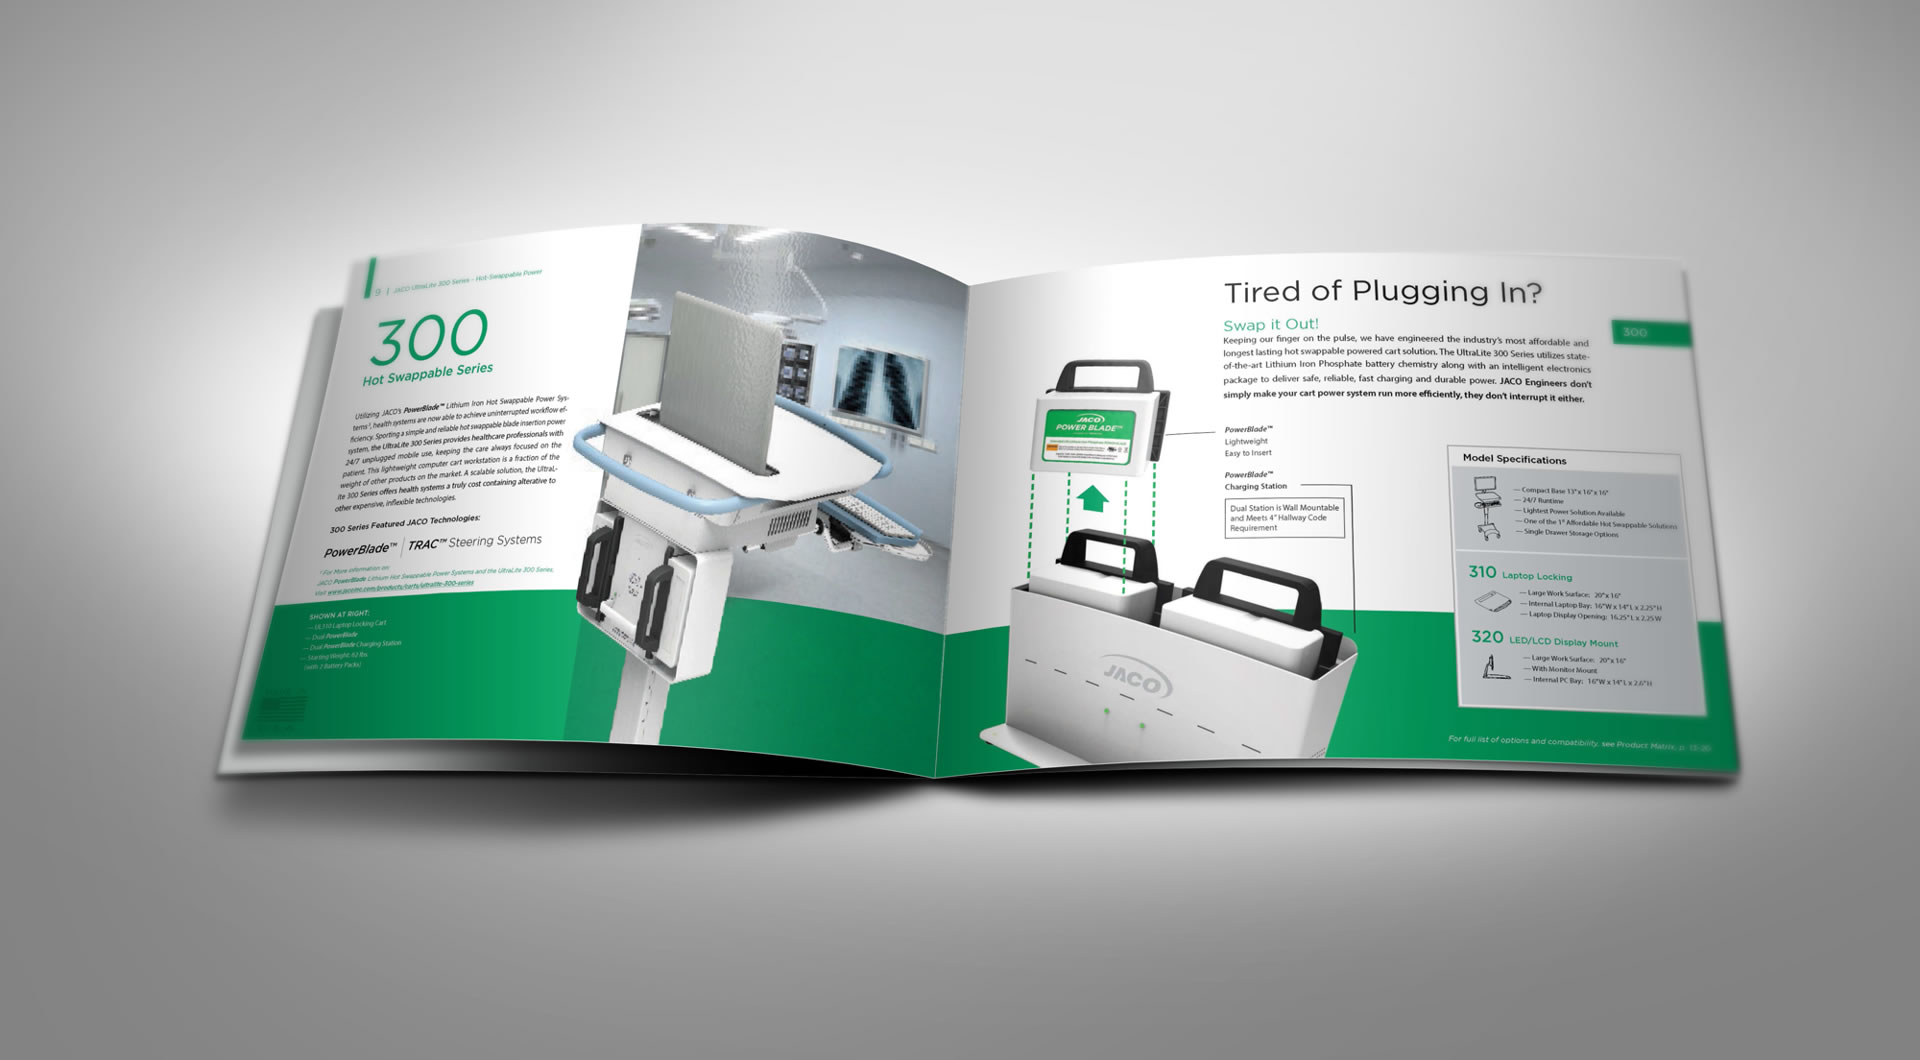 9 | JACO UltraLite 300 Series – Hot Swappable Power
300
Hot Swappable Series
Utilizing JACO's PowerBlade™ Lithium Iron Hot Swappable Power Sys-
tems¹, health systems are now able to achieve uninterrupted workflow ef-
ficiency. Sporting a simple and reliable hot swappable blade insertion power
system, the UltraLite 300 Series provides healthcare professionals with
24/7 unplugged mobile use, keeping the care always focused on the
patient. This lightweight computer cart workstation is a fraction of the
weight of other products on the market. A scalable solution, the UltraL-
ite 300 Series offers health systems a truly cost containing alterative to
other expensive, inflexible technologies.
300 Series Featured JACO Technologies:
PowerBlade™ | TRAC™ Steering Systems
¹ For More information on:
JACO PowerBlade Lithium Hot Swappable Power Systems and the UltraLite 300 Series,
Visit www.jacoinc.com/products/carts/ultralite-300-series
SHOWN AT RIGHT:
— UL310 Laptop Locking Cart
— Dual PowerBlade
— Dual PowerBlade Charging Station
— Starting Weight: 62 lbs
(with 2 Battery Packs)
Tired of Plugging In?
Swap it Out!
Keeping our finger on the pulse, we have engineered the industry's most affordable and
longest lasting hot swappable powered cart solution. The UltraLite 300 Series utilizes state-
of-the-art Lithium Iron Phosphate battery chemistry along with an intelligent electronics
package to deliver safe, reliable, fast charging and durable power. JACO Engineers don't
simply make your cart power system run more efficiently, they don't interrupt it either.
300
JACO
POWER BLADE™
PowerBlade™
Lightweight
Easy to Insert
PowerBlade™
Charging Station
Dual Station is Wall Mountable
and Meets 4" Hallway Code
Requirement
JACO
Model Specifications
— Compact Base 13" x 16" x 16"
— 24/7 Runtime
— Lightest Power Solution Available
— One of the 1st Affordable Hot Swappable Solutions
— Single Drawer Storage Options
310 Laptop Locking
— Large Work Surface: 20" x 16"
— Internal Laptop Bay: 16"W x 14" L x 2.25" H
— Laptop Display Opening: 16.25" L x 2.25 W
320 LED/LCD Display Mount
— Large Work Surface: 20" x 16"
— With Monitor Mount
— Internal PC Bay: 16"W x 14" L x 2.6" H
For full list of options and compatibility, see Product Matrix, p. 13-20